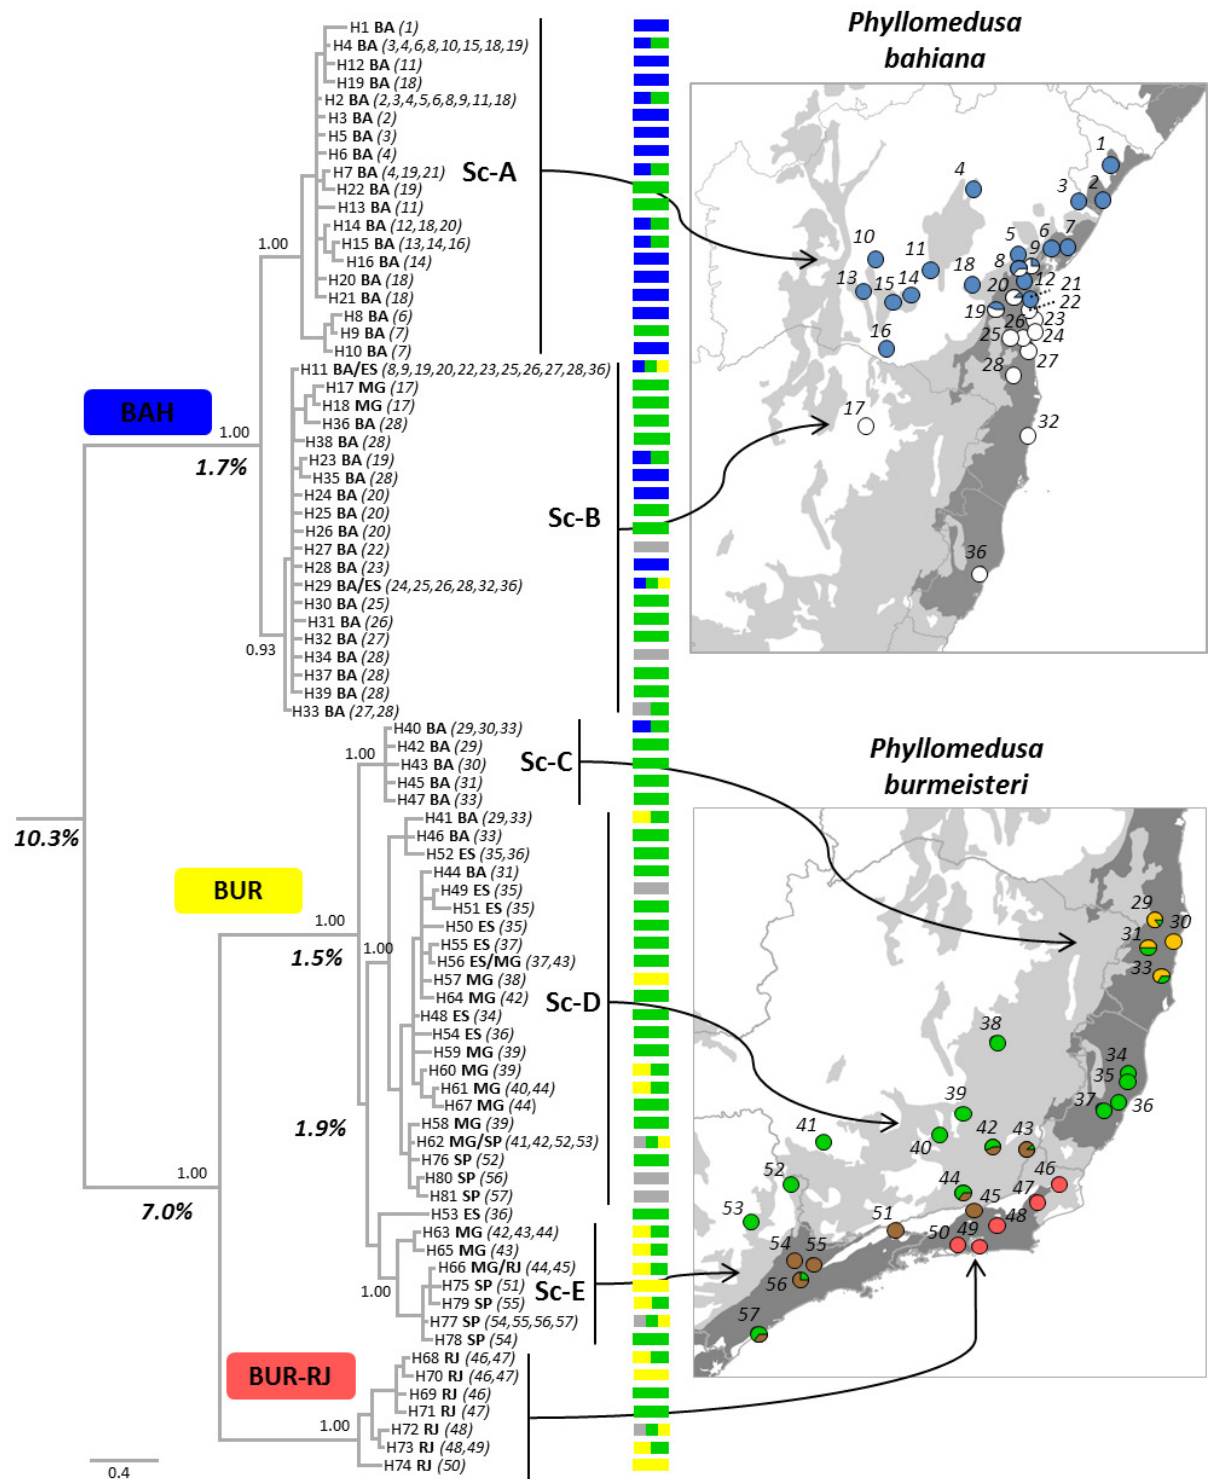 H1 BA (1)
H4 BA (3,4,6,8,10,15,18,19)
H12 BA (11)
H19 BA (18)
H2 BA (2,3,4,5,6,8,9,11,18)
H3 BA (2)
H5 BA (3)
H6 BA (4)
H7 BA (4,19,21)
H22 BA (19)
H13 BA (11)
H14 BA (12,18,20)
H15 BA (13,14,16)
H16 BA (14)
H20 BA (18)
H21 BA (18)
H8 BA (6)
H9 BA (7)
H10 BA (7)
H11 BA/ES (8,9,19,20,22,23,25,26,27,28,36)
H17 MG (17)
H18 MG (17)
H36 BA (28)
H38 BA (28)
H23 BA (19)
H35 BA (28)
H24 BA (20)
H25 BA (20)
H26 BA (20)
H27 BA (22)
H28 BA (23)
H29 BA/ES (24,25,26,28,32,36)
H30 BA (25)
H31 BA (26)
H32 BA (27)
H34 BA (28)
H37 BA (28)
H39 BA (28)
H33 BA (27,28)
H40 BA (29,30,33)
H42 BA (29)
H43 BA (30)
H45 BA (31)
H47 BA (33)
H41 BA (29,33)
H46 BA (33)
H52 ES (35,36)
H44 BA (31)
H49 ES (35)
H51 ES (35)
H50 ES (35)
H55 ES (37)
H56 ES/MG (37,43)
H57 MG (38)
H64 MG (42)
H48 ES (34)
H54 ES (36)
H59 MG (39)
H60 MG (39)
H61 MG (40,44)
H67 MG (44)
H58 MG (39)
H62 MG/SP (41,42,52,53)
H76 SP (52)
H80 SP (56)
H81 SP (57)
H53 ES (36)
H63 MG (42,43,44)
H65 MG (43)
H66 MG/RJ (44,45)
H75 SP (51)
H79 SP (55)
H77 SP (54,55,56,57)
H78 SP (54)
H68 RJ (46,47)
H70 RJ (46,47)
H69 RJ (46)
H71 RJ (47)
H72 RJ (48)
H73 RJ (48,49)
H74 RJ (50)
1.00
BAH
1.00
1.7%
0.93
1.00
10.3%
BUR
1.00
1.5%
1.00
1.9%
1.00
7.0%
1.00
BUR-RJ
1.00
0.4
Sc-A
Sc-B
Sc-C
Sc-D
Sc-E
Phyllomedusa
bahiana
1
2
3
4
5
6
7
8
9
10
11
12
13
14
15
16
17
18
19
20
21
22
23
24
25
26
27
28
32
36
Phyllomedusa
burmeisteri
29
30
31
33
34
35
36
37
38
39
40
41
42
43
44
45
46
47
48
49
50
51
52
53
54
55
56
57